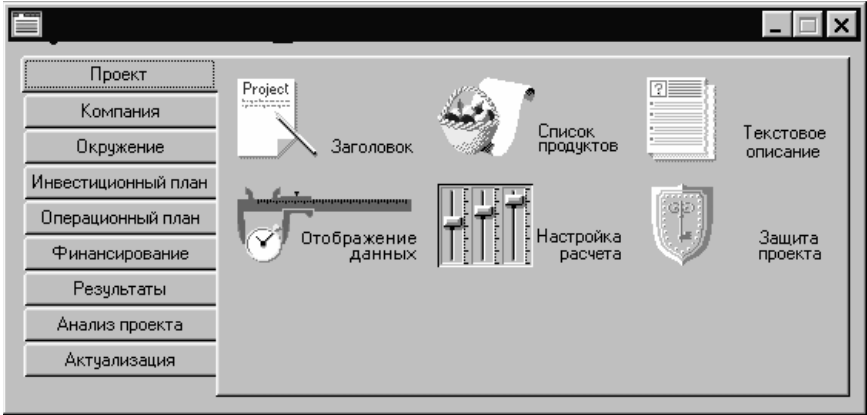 Проект
Компания
Окружение
Инвестиционный план
Операционный план
Финансирование
Результаты
Анализ проекта
Актуализация
Project
Заголовок
Список
продуктов
?
Текстовое
описание
Отображение
данных
Настройка
расчета
Защита
проекта